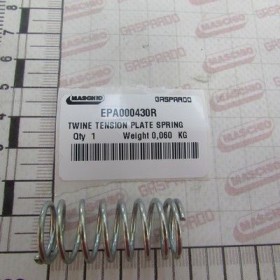 MASCHIO GASPARDO
EPA000430R
TWINE TENSION PLATE SPRING
Qty 1 Weight 0,060 KG